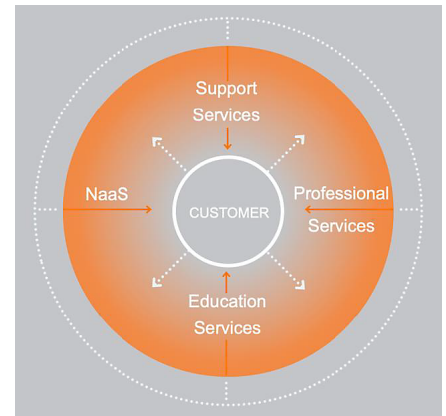 Support
Services
NaaS
CUSTOMER
Professional
Services
Education
Services